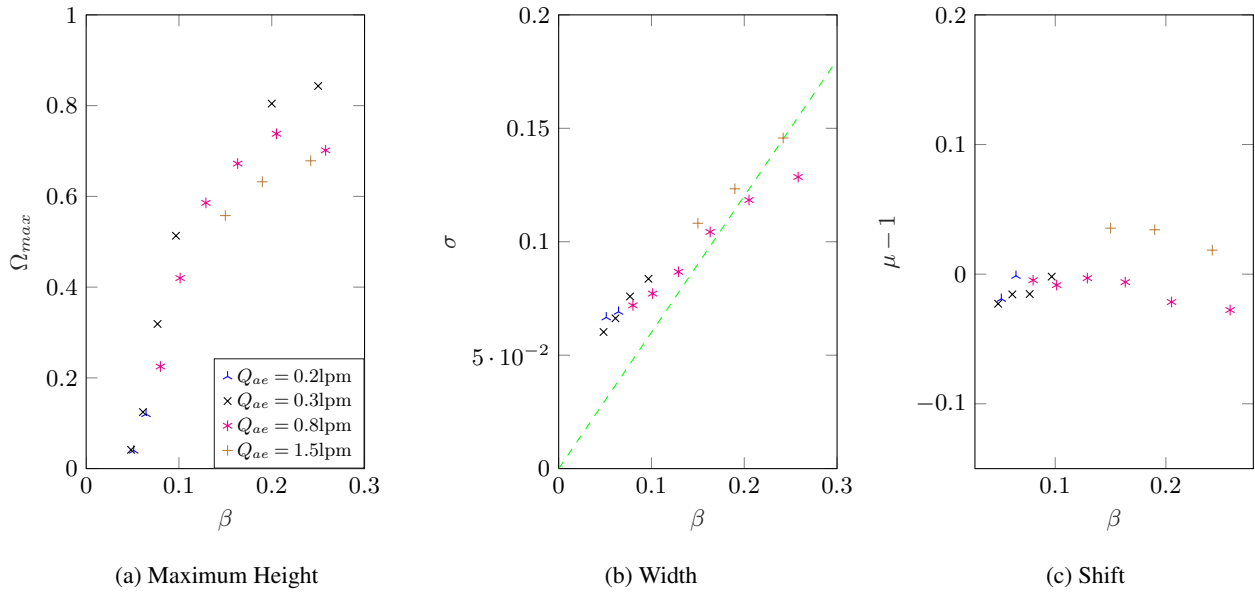 1
0.8
0.6
0.4
0.2
0
Ω_max
0
0.1
0.2
0.3
β
Q_ae = 0.2lpm
Q_ae = 0.3lpm
Q_ae = 0.8lpm
Q_ae = 1.5lpm
(a) Maximum Height
0.2
0.15
0.1
5 · 10⁻²
0
σ
0
0.1
0.2
0.3
β
(b) Width
0.2
0.1
0
−0.1
μ − 1
0.1
0.2
β
(c) Shift